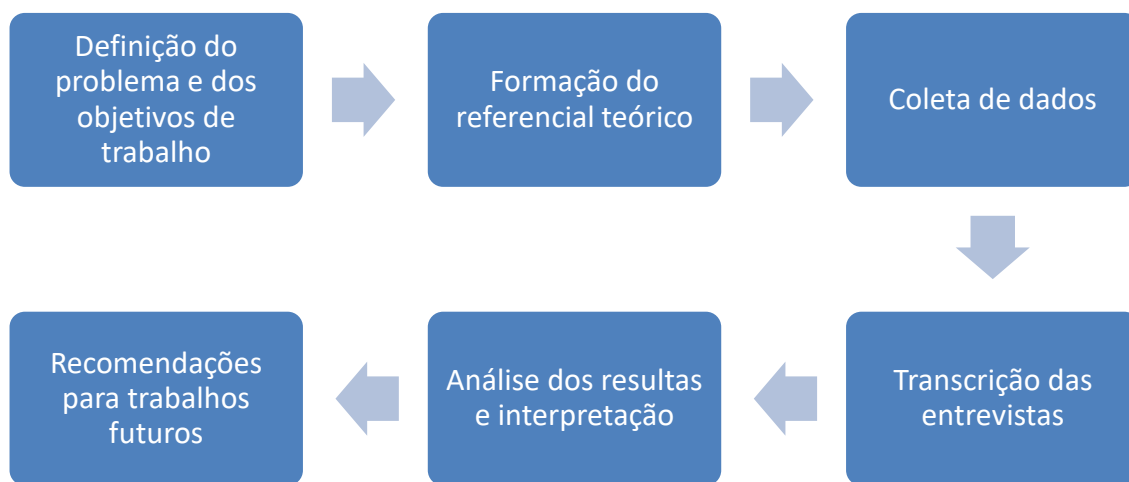 Definição do
problema e dos
objetivos de
trabalho
Formação do
referencial teórico
Coleta de dados
Transcrição das
entrevistas
Análise dos resultas
e interpretação
Recomendações
para trabalhos
futuros